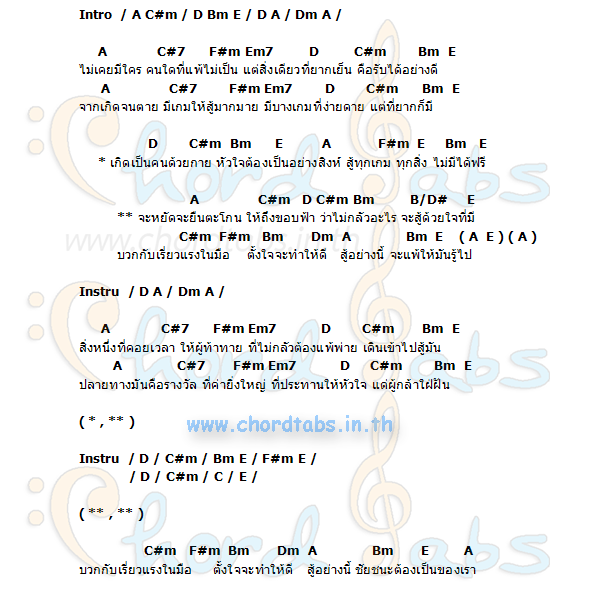 Intro / A C#m / D Bm E / D A / Dm A /
A C#7 F#m Em7 D C#m Bm E
ไม่เคยมีใคร คนใดที่แพ้ไม่เป็น แต่สิ่งเดียวที่ยากเย็น คือรับได้อย่างดี
A C#7 F#m Em7 D C#m Bm E
จากเกิดจนตาย มีเกมให้สู้มากมาย มีบางเกมที่ง่ายดาย แต่ที่ยากก็มี
D C#m Bm E A F#m E Bm E
* เกิดเป็นคนด้วยกาย หัวใจต้องเป็นอย่างสิงห์ สู้ทุกเกม ทุกสิ่ง ไม่มีได้ฟรี
A C#m D C#m Bm B/D# E
** จะหยัดจะยืนตะโกน ให้ถึงขอบฟ้า ว่าไม่กลัวอะไร จะสู้ด้วยใจที่มี
C#m F#m Bm Dm A Bm E ( A E ) ( A )
บวกกับเรี่ยวแรงในมือ ตั้งใจจะทำให้ดี สู้อย่างนี้ จะแพ้ให้มันรู้ไป
Instru / D A / Dm A /
A C#7 F#m Em7 D C#m Bm E
สิ่งหนึ่งที่คอยเวลา ให้ผู้ท้าทาย ที่ไม่กลัวต้องแพ้พ่าย เดินเข้าไปสู้มัน
A C#7 F#m Em7 D C#m Bm E
ปลายทางมันคือรางวัล ที่ค่ายิ่งใหญ่ ที่ประทานให้หัวใจ แต่ผู้กล้าใฝ่ฝัน
( * , ** )
www.chordtabs.in.th
Instru / D / C#m / Bm E / F#m E /
/ D / C#m / C / E /
( ** , ** )
C#m F#m Bm Dm A Bm E A
บวกกับเรี่ยวแรงในมือ ตั้งใจจะทำให้ดี สู้อย่างนี้ ชัยชนะต้องเป็นของเรา